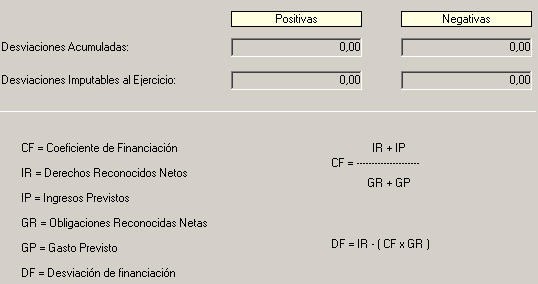 Positivas Negativas
Desviaciones Acumuladas: 0,00 0,00
Desviaciones Imputables al Ejercicio: 0,00 0,00
CF = Coeficiente de Financiación
IR = Derechos Reconocidos Netos
IP = Ingresos Previstos
GR = Obligaciones Reconocidas Netas
GP = Gasto Previsto
DF = Desviación de financiación
IR + IP
CF = ---------------------
GR + GP
DF = IR - ( CF x GR )